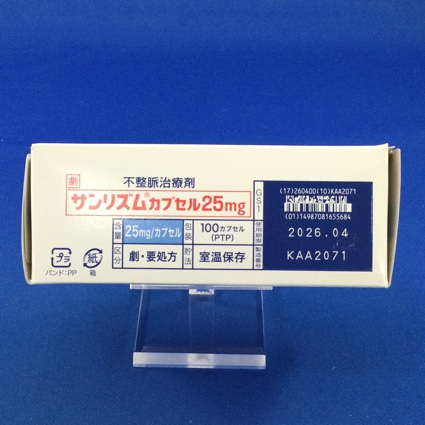 劇
不整脈治療剤
サンリズム®カプセル25mg
含量
25mg/カプセル
包装
100カプセル
(PTP)
区分
劇・要処方
貯法
室温保存
プラ
バンド:PP
紙
箱
GS1
(17)260400(10)KAA2071
(01)14987081655684
使用期限
2026.04
製造番号
KAA2071